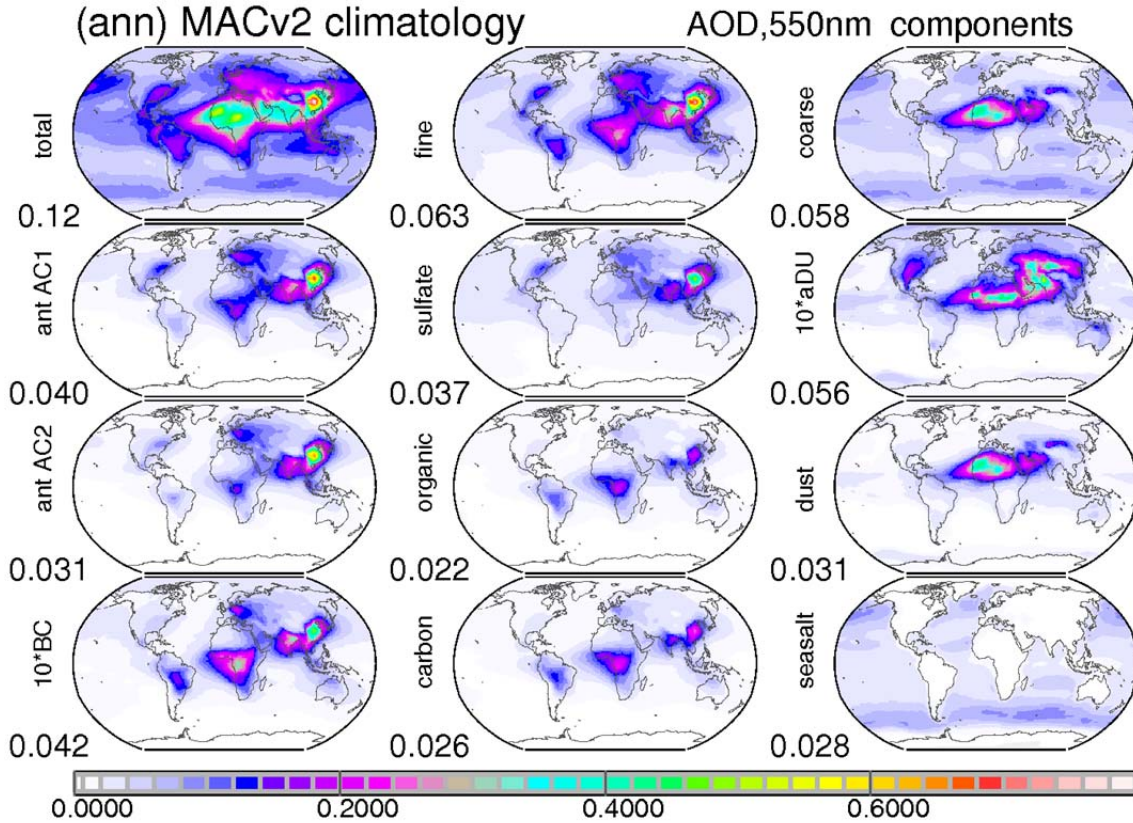 (ann) MACv2 climatology
AOD,550nm components
total
0.12
fine
0.063
coarse
0.058
ant AC1
0.040
sulfate
0.037
10*aDU
0.056
ant AC2
0.031
organic
0.022
dust
0.031
10*BC
0.042
carbon
0.026
seasalt
0.028
0.0000 0.2000 0.4000 0.6000